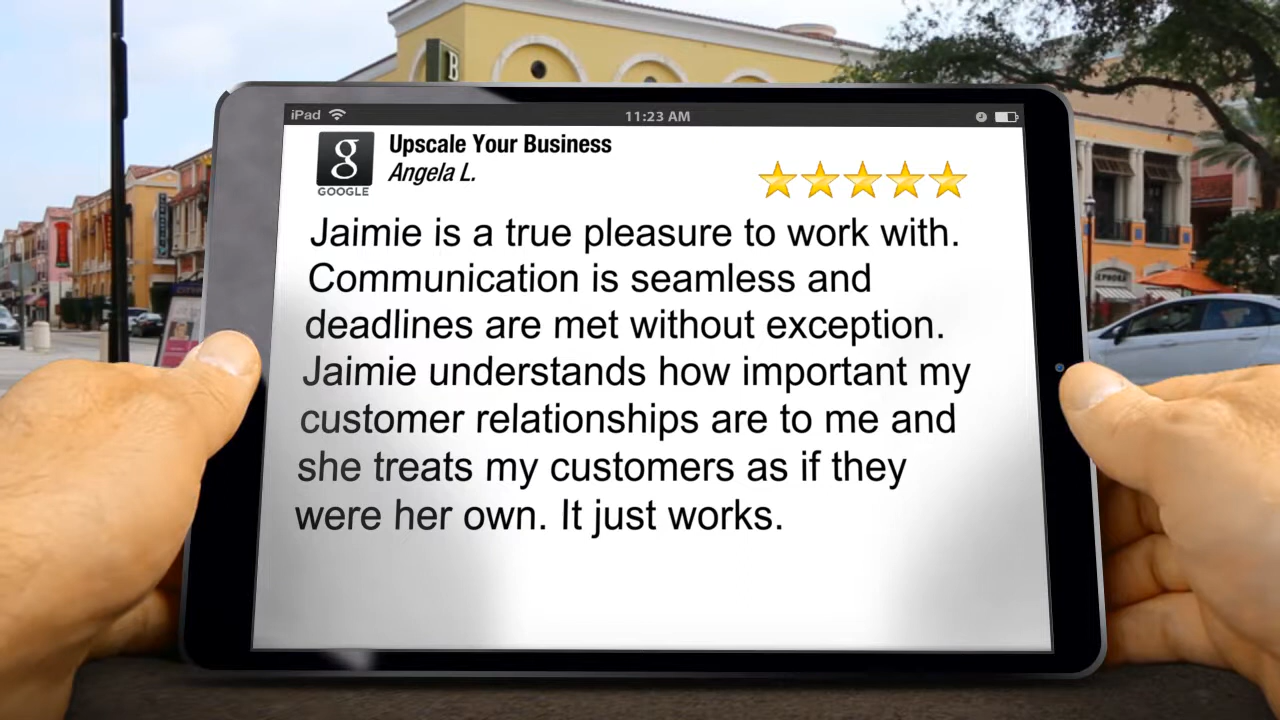 iPad 11:23 AM
g
GOOGLE
Upscale Your Business
Angela L.
Jaimie is a true pleasure to work with.
Communication is seamless and
deadlines are met without exception.
Jaimie understands how important my
customer relationships are to me and
she treats my customers as if they
were her own. It just works.
B
SEPHORA